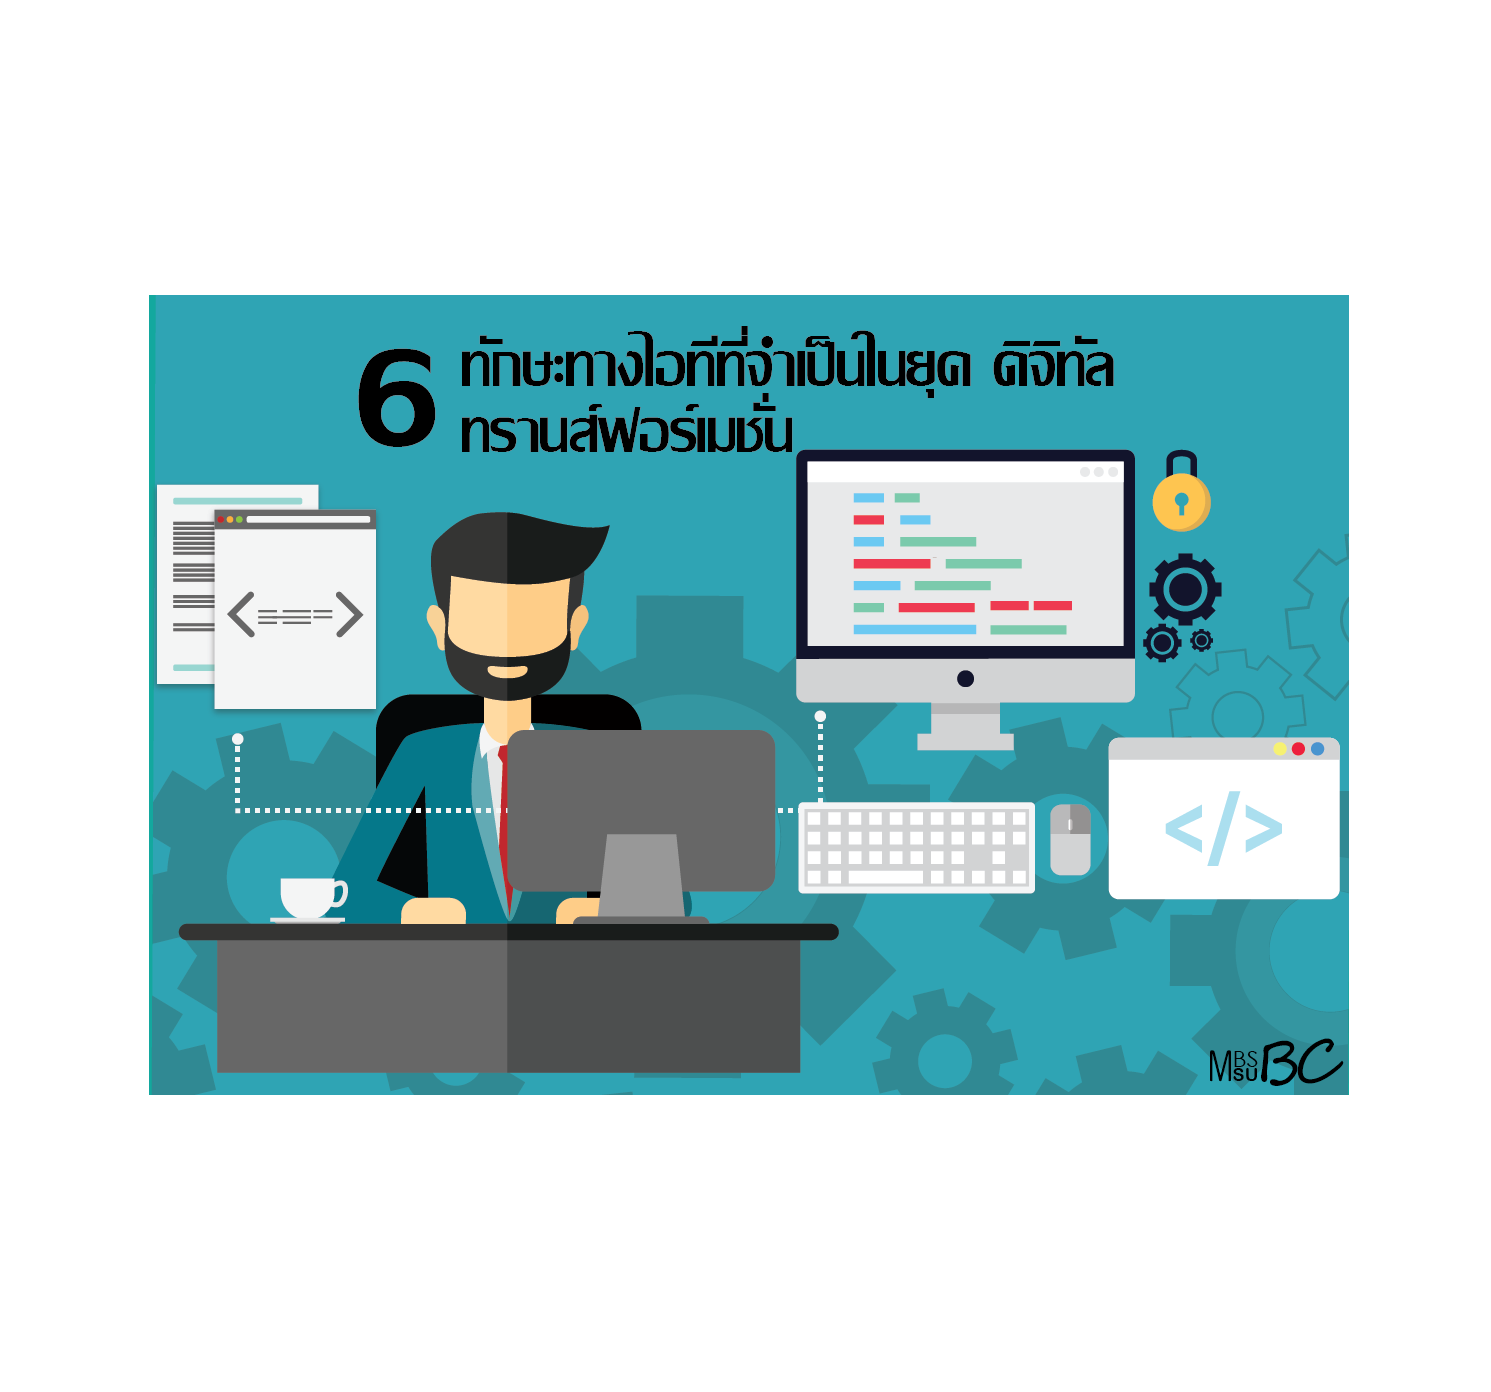 6 ทักษะทางไอทีที่จำเป็นในยุค ดิจิทัล
ทรานส์ฟอร์เมชั่น
</>
MBS
SU
BC